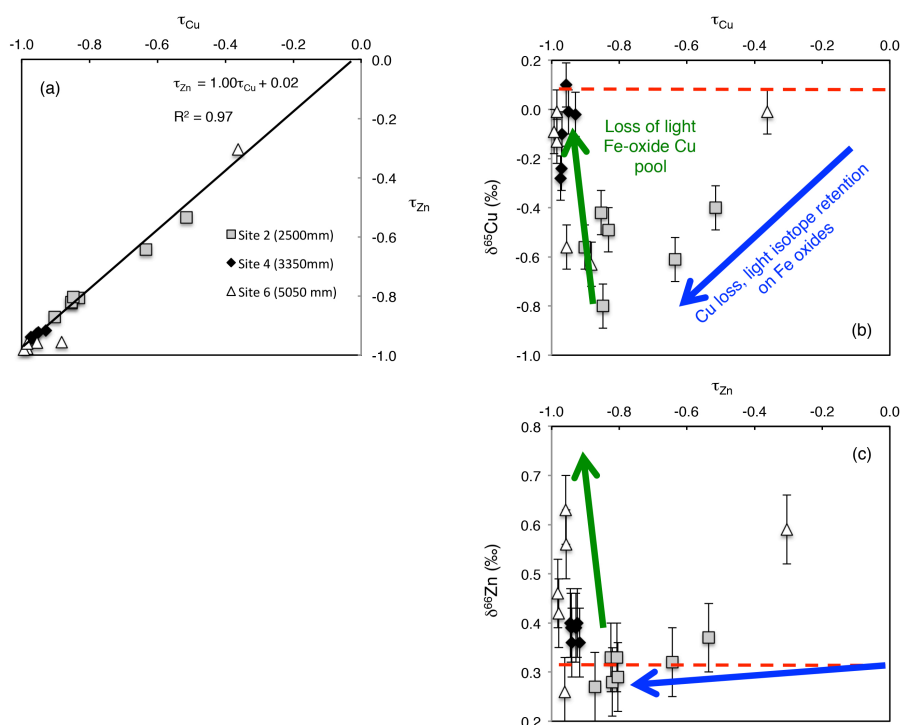 τCu
-1.0 -0.8 -0.6 -0.4 -0.2 0.0
0.0
-0.2
-0.4
-0.6
-0.8
-1.0
τZn
(a)
τZn = 1.00τCu + 0.02
R² = 0.97
Site 2 (2500mm)
Site 4 (3350mm)
Site 6 (5050 mm)
τCu
-1.0 -0.8 -0.6 -0.4 -0.2 0.0
0.2
0.0
-0.2
-0.4
-0.6
-0.8
-1.0
δ⁶⁵Cu (‰)
Loss of light
Fe-oxide Cu
pool
Cu loss, light isotope retention
on Fe oxides
(b)
τZn
-1.0 -0.8 -0.6 -0.4 -0.2 0.0
0.8
0.7
0.6
0.5
0.4
0.3
0.2
δ⁶⁶Zn (‰)
(c)